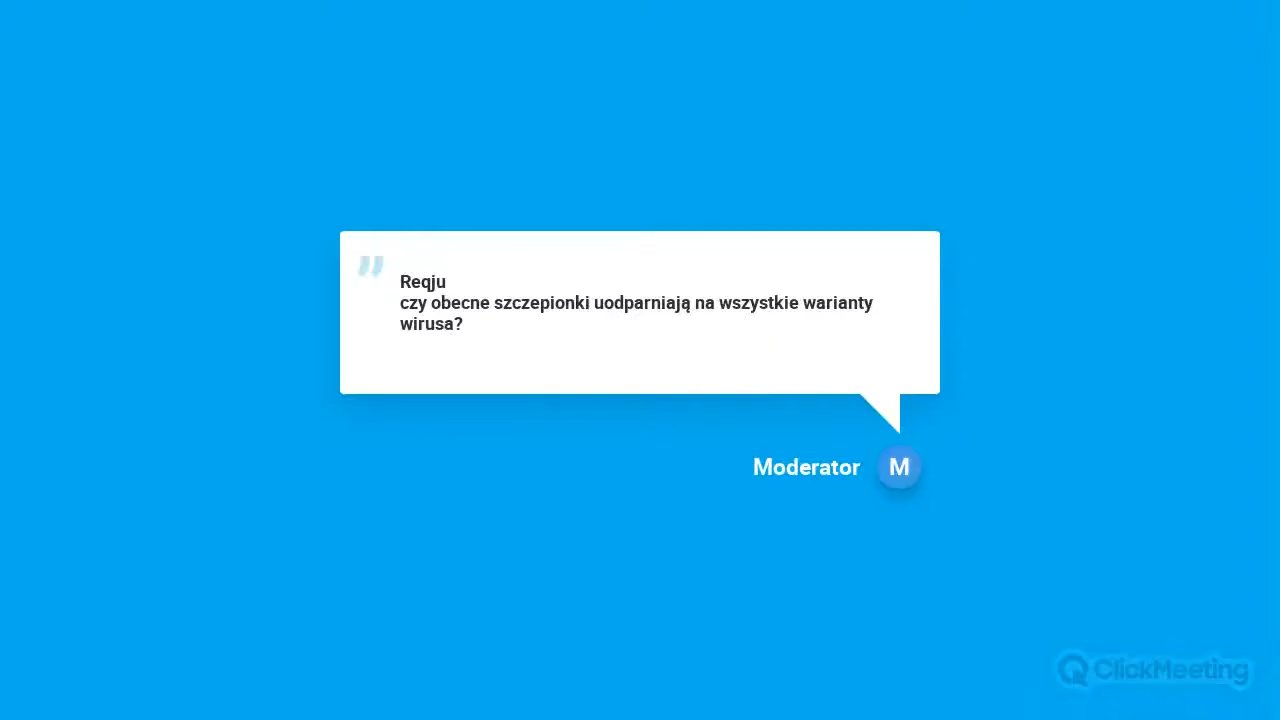 "
Reqju
czy obecne szczepionki uodparniają na wszystkie warianty
wirusa?
Moderator M
ClickMeeting